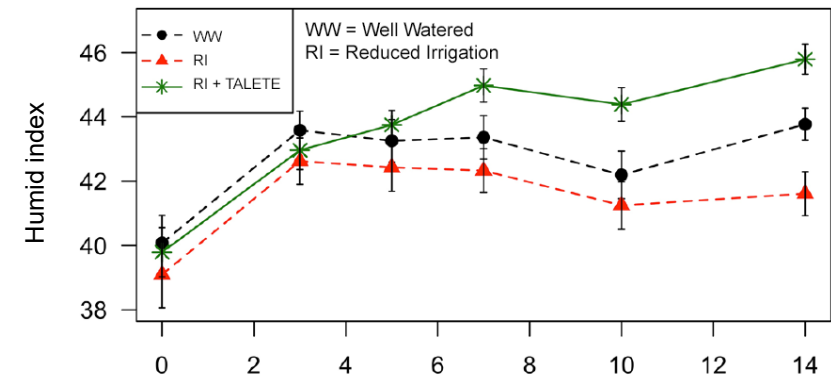 WW
RI
RI + TALETE
WW = Well Watered
RI = Reduced Irrigation
Humid index
46
44
42
40
38
0 2 4 6 8 10 12 14